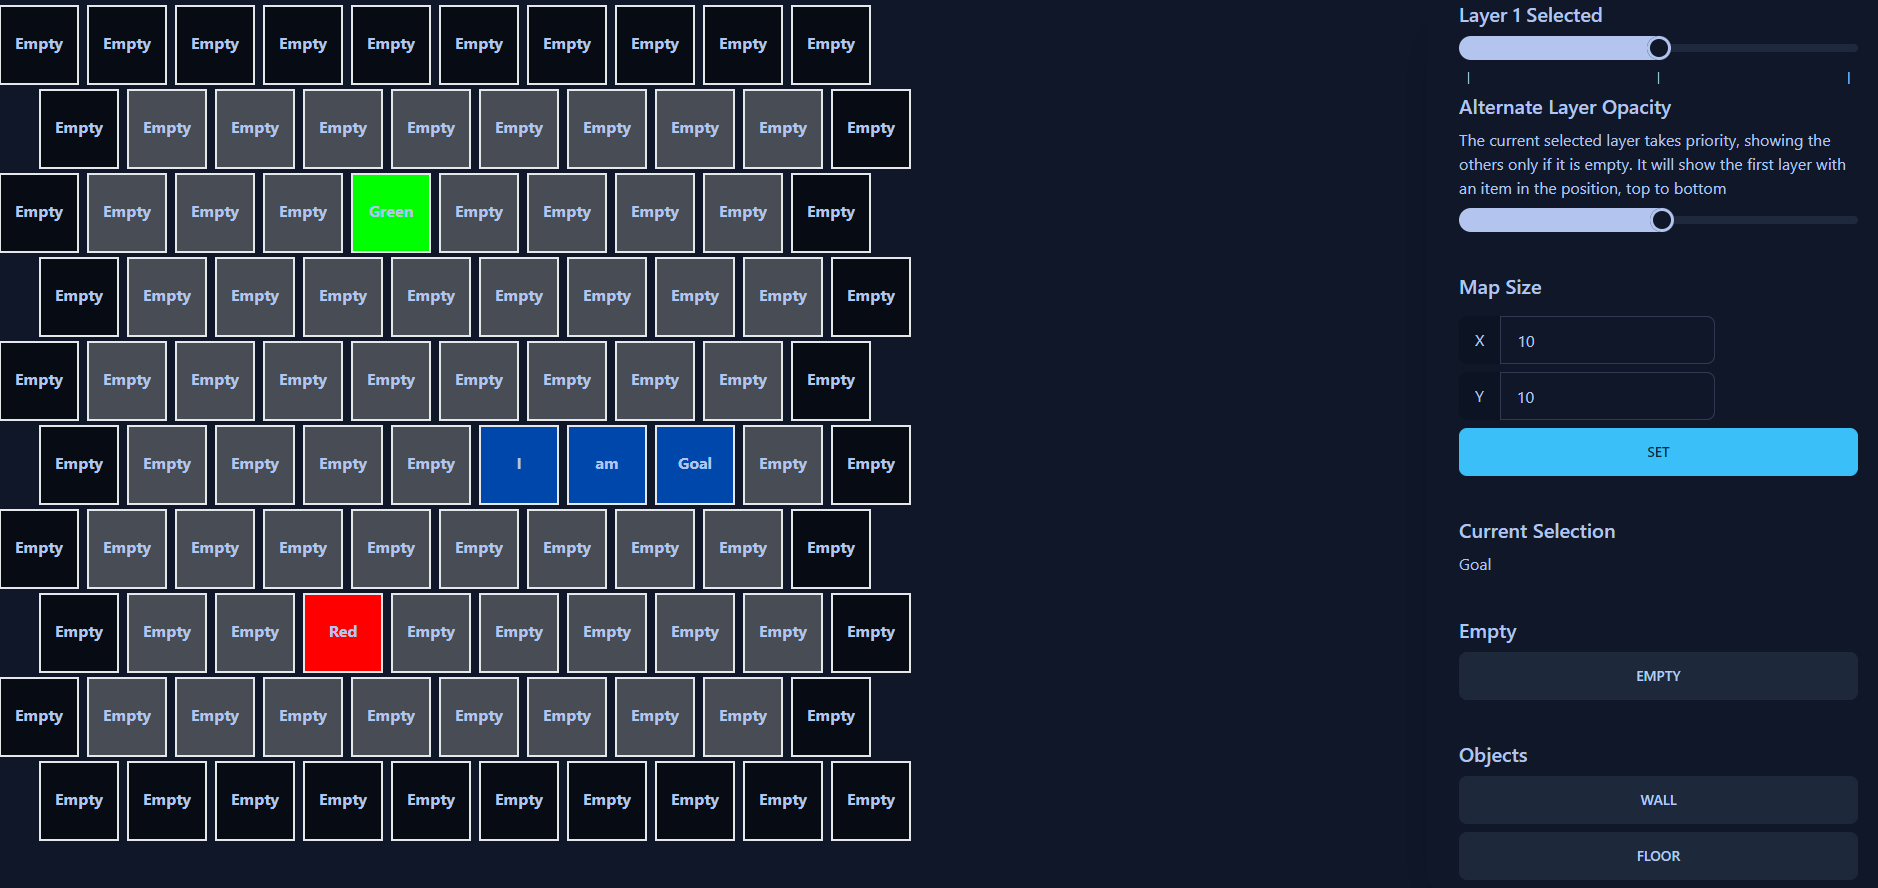 Empty Empty Empty Empty Empty Empty Empty Empty Empty Empty
Empty Empty Empty Empty Empty Empty Empty Empty Empty Empty
Empty Empty Empty Empty Green Empty Empty Empty Empty Empty
Empty Empty Empty Empty Empty Empty Empty Empty Empty Empty
Empty Empty Empty Empty Empty Empty Empty Empty Empty Empty
Empty Empty Empty Empty Empty I am Goal Empty Empty
Empty Empty Empty Empty Empty Empty Empty Empty Empty Empty
Empty Empty Empty Red Empty Empty Empty Empty Empty Empty
Empty Empty Empty Empty Empty Empty Empty Empty Empty Empty
Empty Empty Empty Empty Empty Empty Empty Empty Empty Empty
Layer 1 Selected
| | |
Alternate Layer Opacity
The current selected layer takes priority, showing the
others only if it is empty. It will show the first layer with
an item in the position, top to bottom
Map Size
X 10
Y 10
SET
Current Selection
Goal
Empty
EMPTY
Objects
WALL
FLOOR